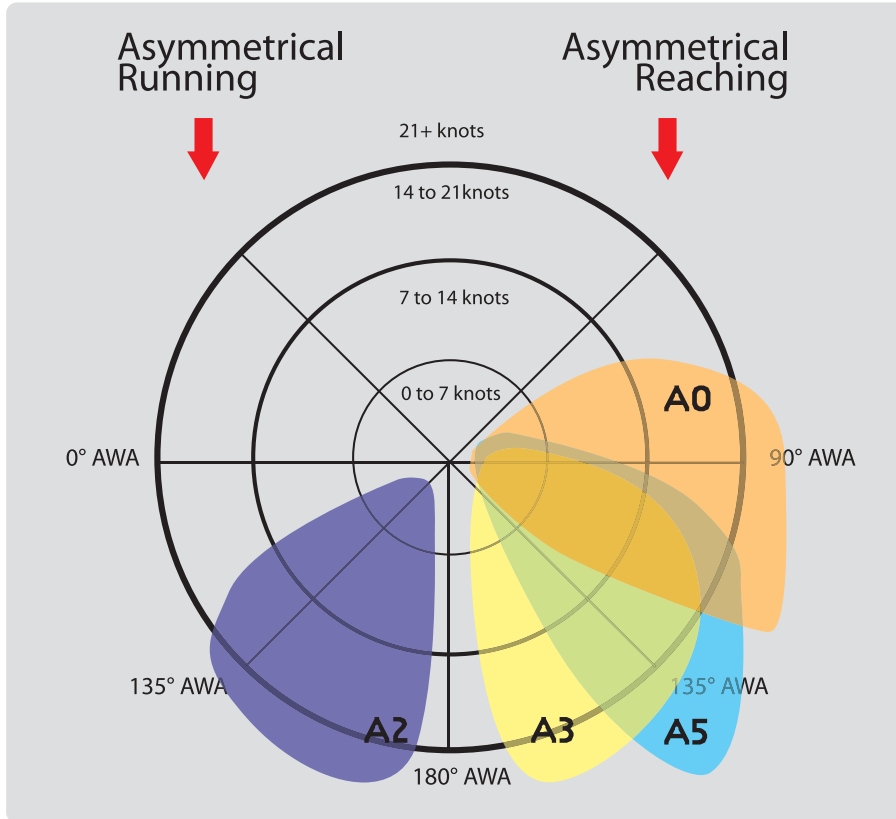 Asymmetrical
Running
Asymmetrical
Reaching
21+ knots
14 to 21knots
7 to 14 knots
0 to 7 knots
A0
0° AWA
90° AWA
135° AWA
135° AWA
A2
A3
A5
180° AWA